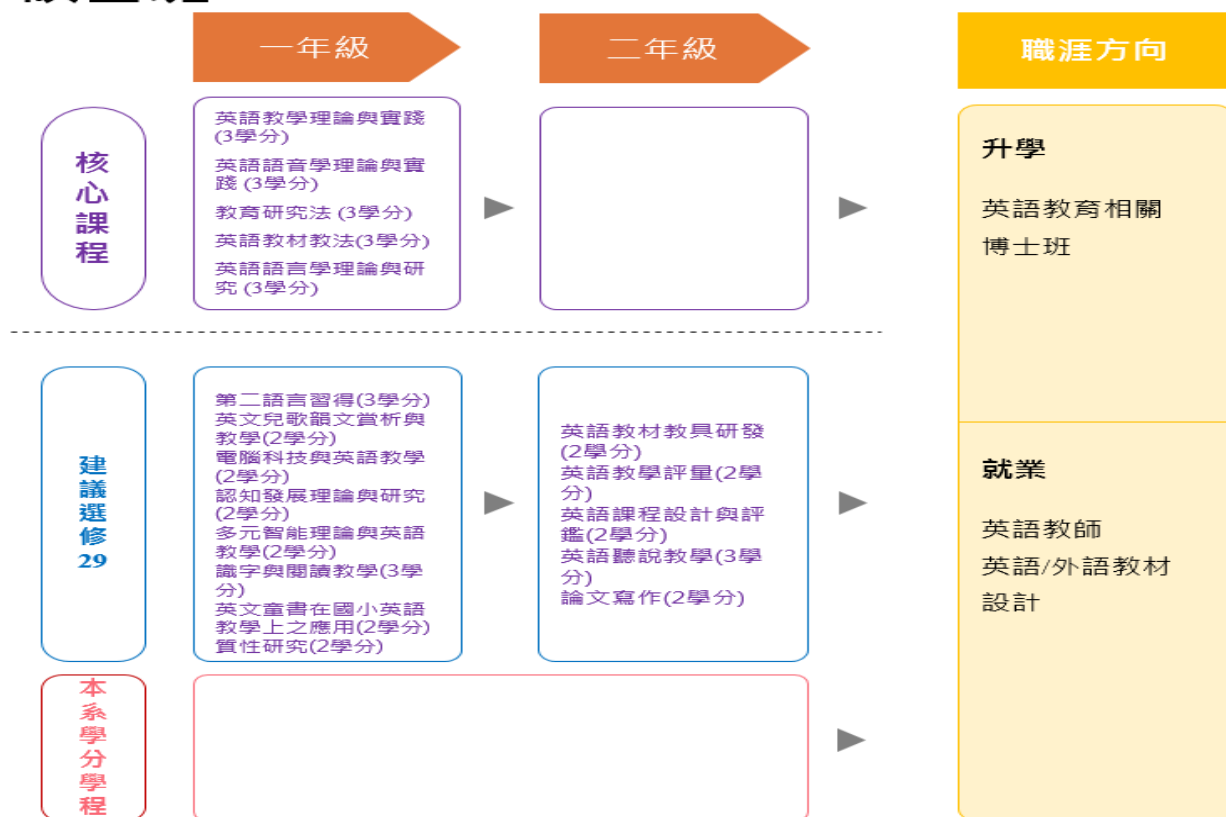 一年級
二年級
職涯方向
核
心
課
程
英語教學理論與實踐
(3學分)
英語語音學理論與實
踐 (3學分)
教育研究法 (3學分)
英語教材教法(3學分)
英語語言學理論與研
究 (3學分)
升學
英語教育相關
博士班
建
議
選
修
29
第二語言習得(3學分)
英文兒歌韻文賞析與
教學(2學分)
電腦科技與英語教學
(2學分)
認知發展理論與研究
(2學分)
多元智能理論與英語
教學(2學分)
識字與閱讀教學(3學
分)
英文童書在國小英語
教學上之應用(2學分)
質性研究(2學分)
英語教材教具研發
(2學分)
英語教學評量(2學
分)
英語課程設計與評
鑑(2學分)
英語聽說教學(3學
分)
論文寫作(2學分)
就業
英語教師
英語/外語教材
設計
本
系
學
分
學
程